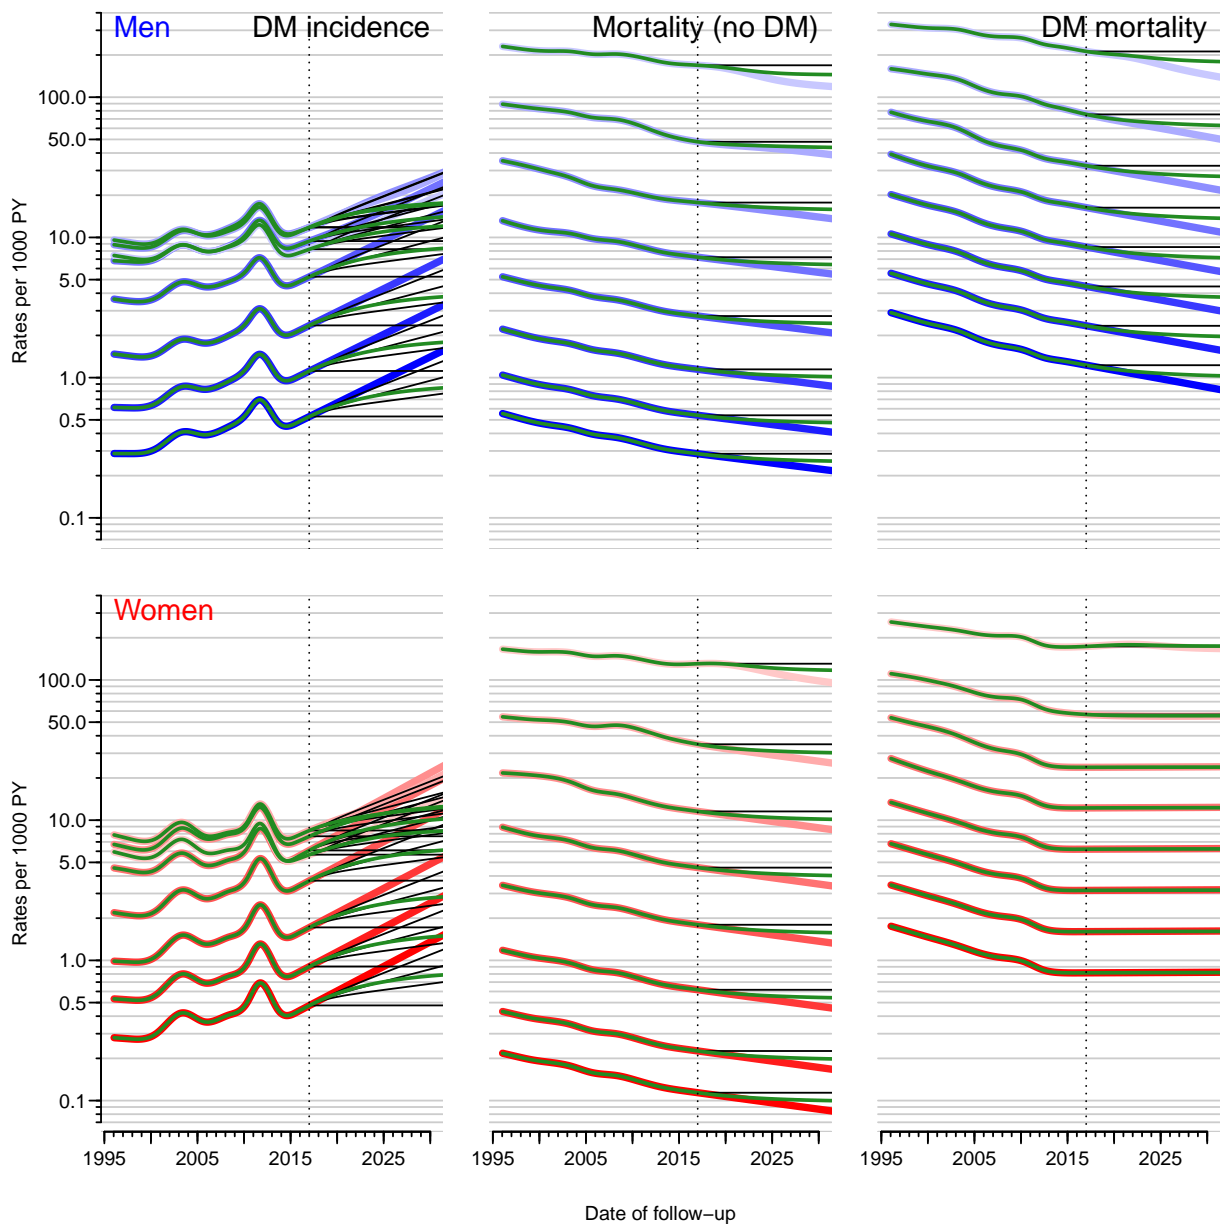 Men DM incidence Mortality (no DM) DM mortality
100.0
50.0
10.0
5.0
1.0
0.5
0.1
Rates per 1000 PY
Women
100.0
50.0
10.0
5.0
1.0
0.5
0.1
Rates per 1000 PY
1995 2005 2015 2025 1995 2005 2015 2025 1995 2005 2015 2025
Date of follow−up